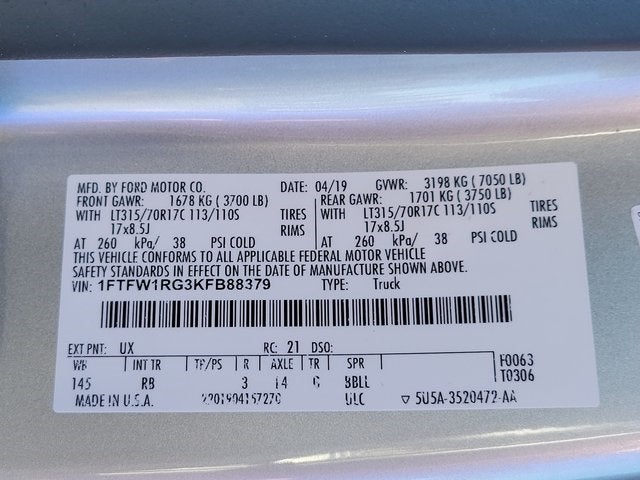 MFD. BY FORD MOTOR CO. DATE: 04/19 GVWR: 3198 KG ( 7050 LB)
FRONT GAWR: 1678 KG ( 3700 LB) REAR GAWR: 1701 KG ( 3750 LB)
WITH LT315/70R17C 113/110S TIRES WITH LT315/70R17C 113/110S TIRES
17x8.5J RIMS 17x8.5J RIMS
AT 260 kPa/ 38 PSI COLD AT 260 kPa/ 38 PSI COLD
THIS VEHICLE CONFORMS TO ALL APPLICABLE FEDERAL MOTOR VEHICLE
SAFETY STANDARDS IN EFFECT ON THE DATE OF MANUFACTURE SHOWN ABOVE.
VIN: 1FTFW1RG3KFB88379 TYPE: Truck
EXT PNT: UX RC: 21 DSO:
WB INT TR TP/PS R AXLE TR SPR F0063
145 RB 3 14 T0306
MADE IN U.S.A. ▽ 5U5A-3520472-AA